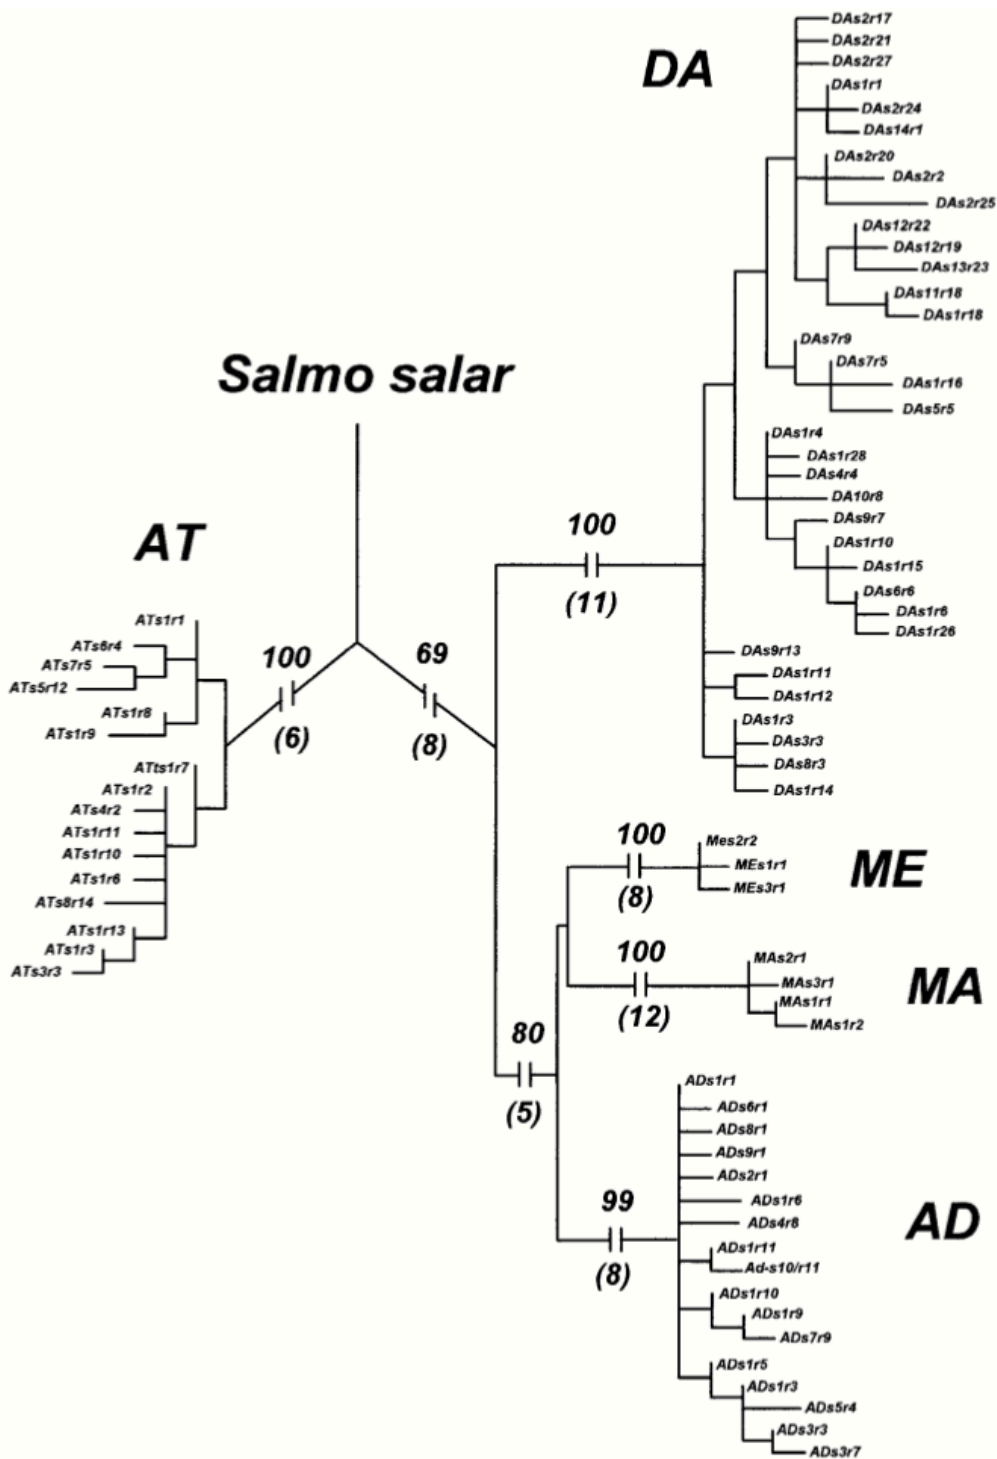 DA
DAs2r17
DAs2r21
DAs2r27
DAs1r1
DAs2r24
DAs14r1
DAs2r20
DAs2r2
DAs2r25
DAs12r22
DAs12r19
DAs13r23
DAs11r18
DAs1r18
DAs7r9
DAs7r5
DAs1r16
DAs5r5
DAs1r4
DAs1r28
DAs4r4
DA10r8
DAs9r7
DAs1r10
DAs1r15
DAs6r6
DAs1r6
DAs1r26
100
(11)
DAs9r13
DAs1r11
DAs1r12
DAs1r3
DAs3r3
DAs8r3
DAs1r14
Salmo salar
AT
100
(6)
69
(8)
ATs1r1
ATs6r4
ATs7r5
ATs5r12
ATs1r8
ATs1r9
ATts1r7
ATs1r2
ATs4r2
ATs1r11
ATs1r10
ATs1r6
ATs8r14
ATs1r13
ATs1r3
ATs3r3
100
(8)
Mes2r2
MEs1r1
MEs3r1
ME
100
(12)
MAs2r1
MAs3r1
MAs1r1
MAs1r2
MA
80
(5)
99
(8)
ADs1r1
ADs6r1
ADs8r1
ADs9r1
ADs2r1
ADs1r6
ADs4r8
ADs1r11
Ad-s10/r11
ADs1r10
ADs1r9
ADs7r9
ADs1r5
ADs1r3
ADs5r4
ADs3r3
ADs3r7
AD